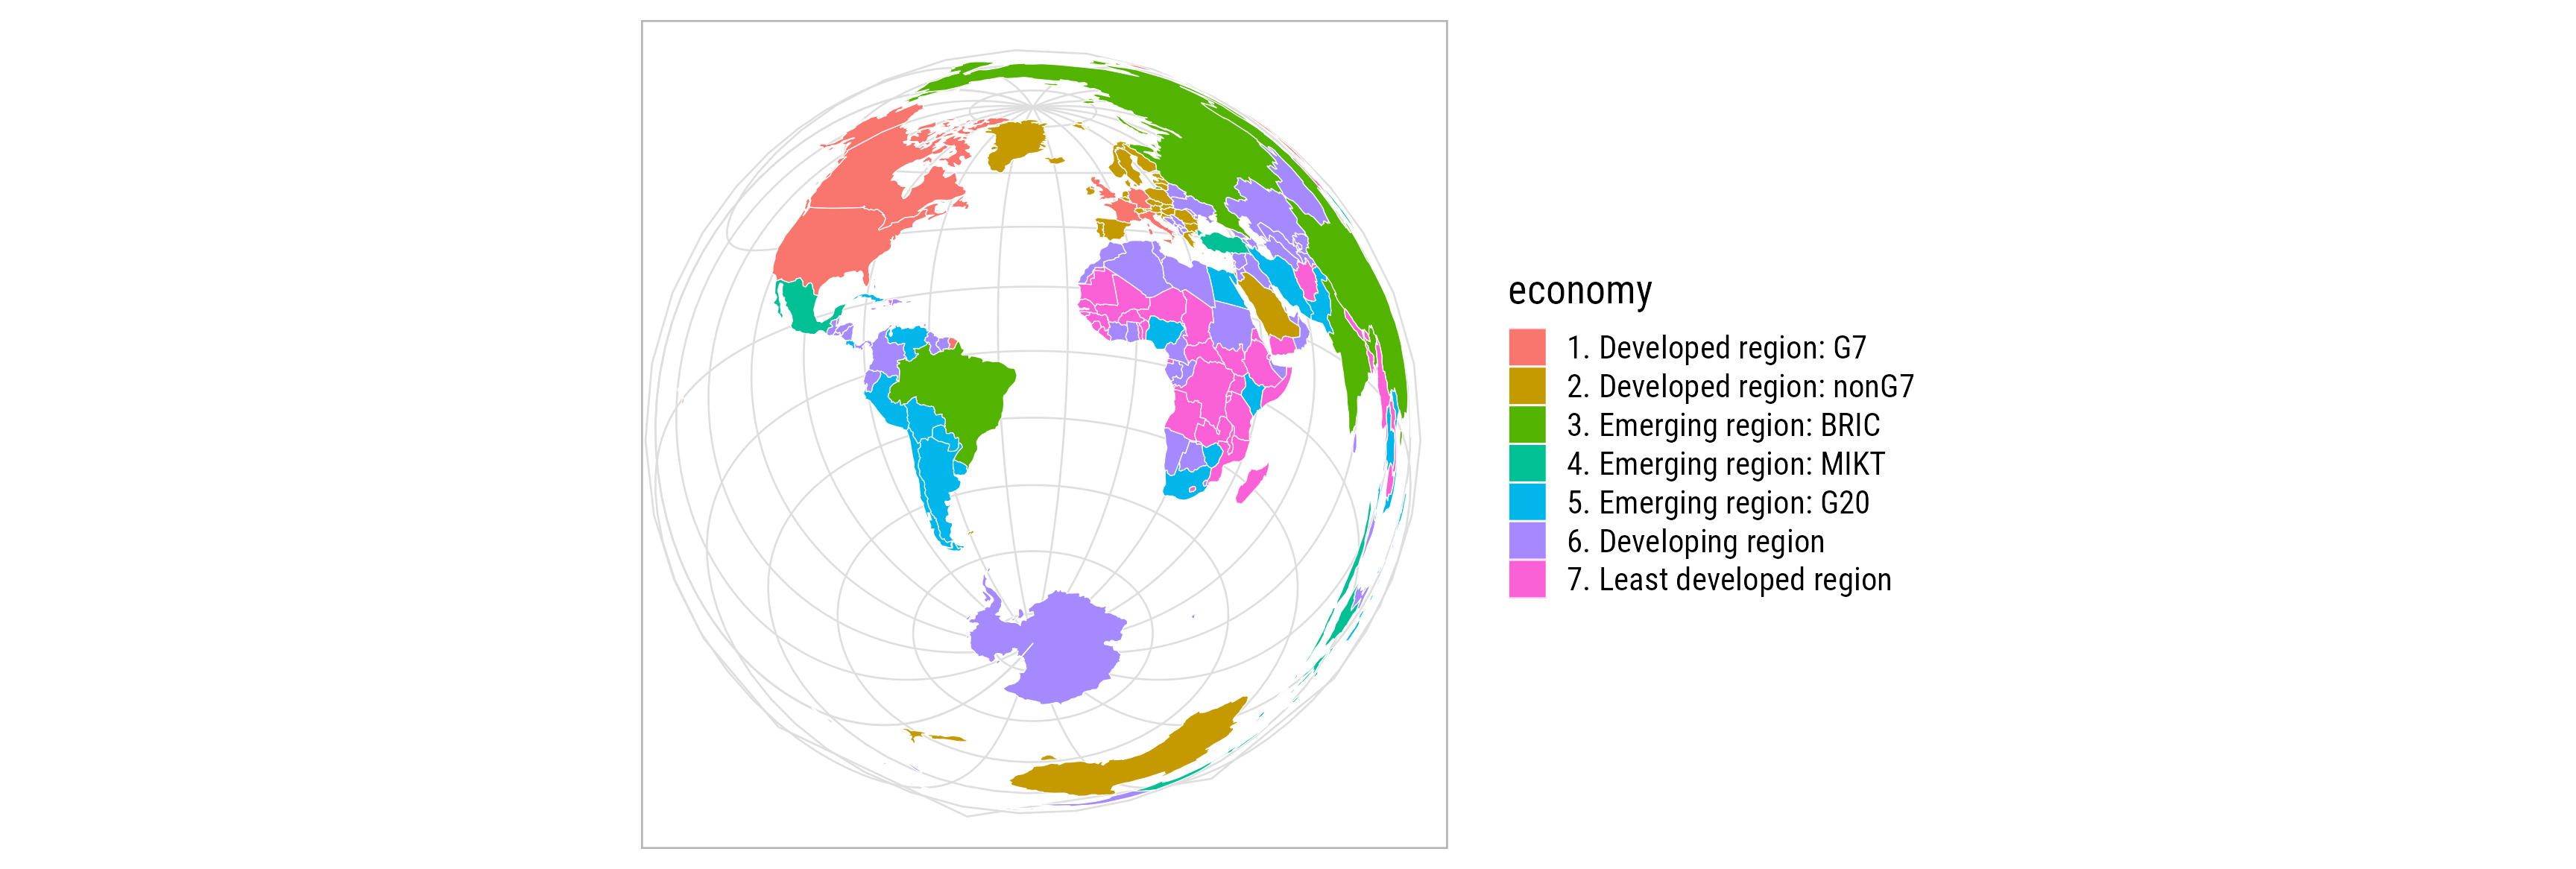 economy
1. Developed region: G7
2. Developed region: nonG7
3. Emerging region: BRIC
4. Emerging region: MIKT
5. Emerging region: G20
6. Developing region
7. Least developed region